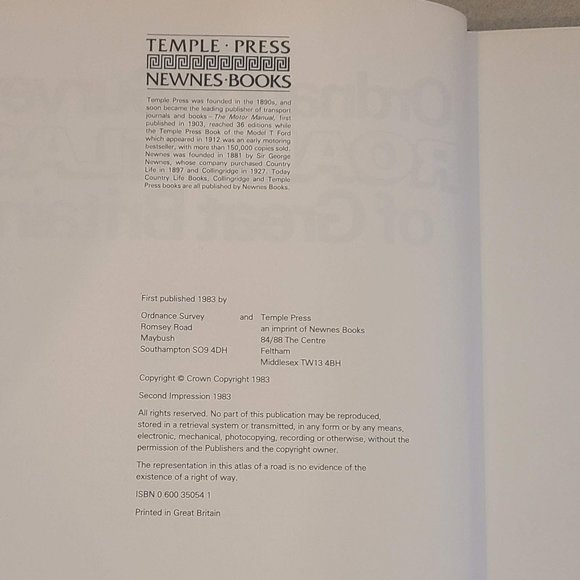 TEMPLE · PRESS
NEWNES·BOOKS
Temple Press was founded in the 1890s, and
soon became the leading publisher of transport
journals and books—The Motor Manual, first
published in 1903, reached 36 editions while
the Temple Press Book of the Model T Ford
which appeared in 1912 was an early motoring
bestseller, with more than 150,000 copies sold.
Newnes was founded in 1881 by Sir George
Newnes, whose company purchased Country
Life in 1897 and Collingridge in 1927. Today
Country Life Books, Collingridge and Temple
Press books are all published by Newnes Books.
First published 1983 by
Ordnance Survey and Temple Press
Romsey Road an imprint of Newnes Books
Maybush 84/88 The Centre
Southampton SO9 4DH Feltham
Middlesex TW13 4BH
Copyright © Crown Copyright 1983
Second Impression 1983
All rights reserved. No part of this publication may be reproduced,
stored in a retrieval system or transmitted, in any form or by any means,
electronic, mechanical, photocopying, recording or otherwise, without the
permission of the Publishers and the copyright owner.
The representation in this atlas of a road is no evidence of the
existence of a right of way.
ISBN 0 600 35054 1
Printed in Great Britain